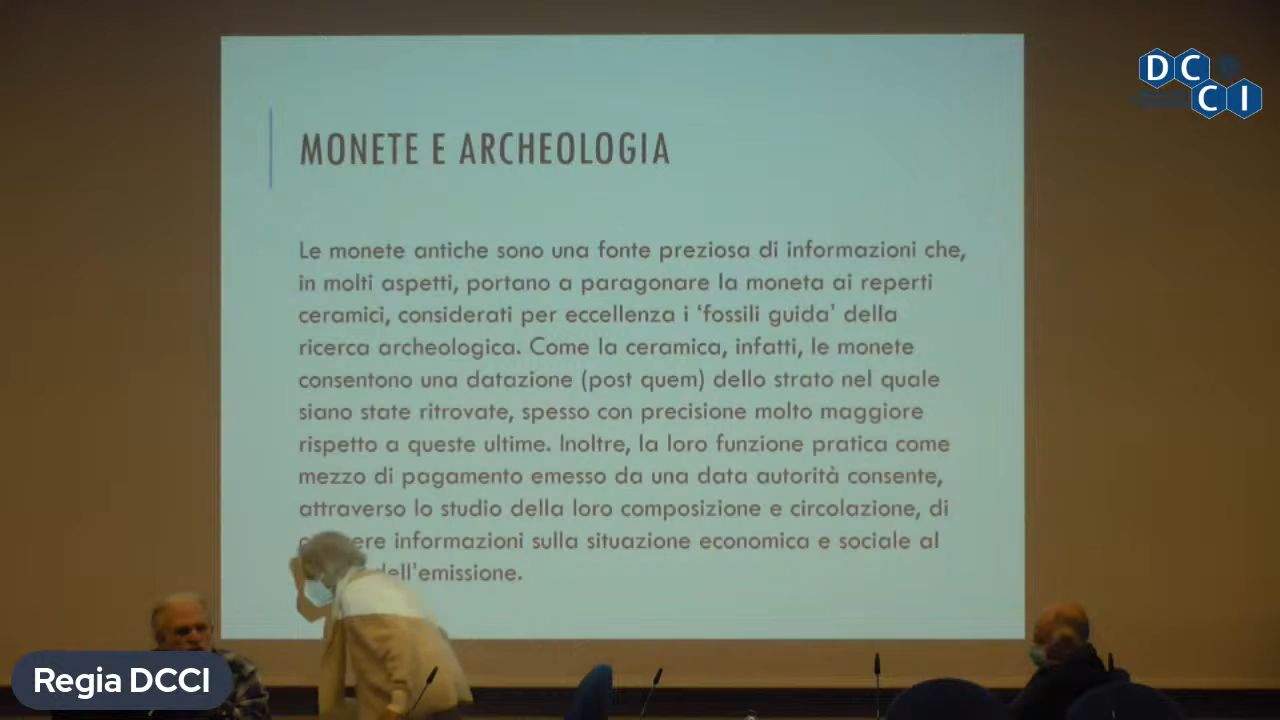 MONETE E ARCHEOLOGIA
Le monete antiche sono una fonte preziosa di informazioni che,
in molti aspetti, portano a paragonare la moneta ai reperti
ceramici, considerati per eccellenza i ‘fossili guida’ della
ricerca archeologica. Come la ceramica, infatti, le monete
consentono una datazione (post quem) dello strato nel quale
siano state ritrovate, spesso con precisione molto maggiore
rispetto a queste ultime. Inoltre, la loro funzione pratica come
mezzo di pagamento emesso da una data autorità consente,
attraverso lo studio della loro composizione e circolazione, di
informazioni sulla situazione economica e sociale al
dell'emissione.
DC
CI
Regia DCCI